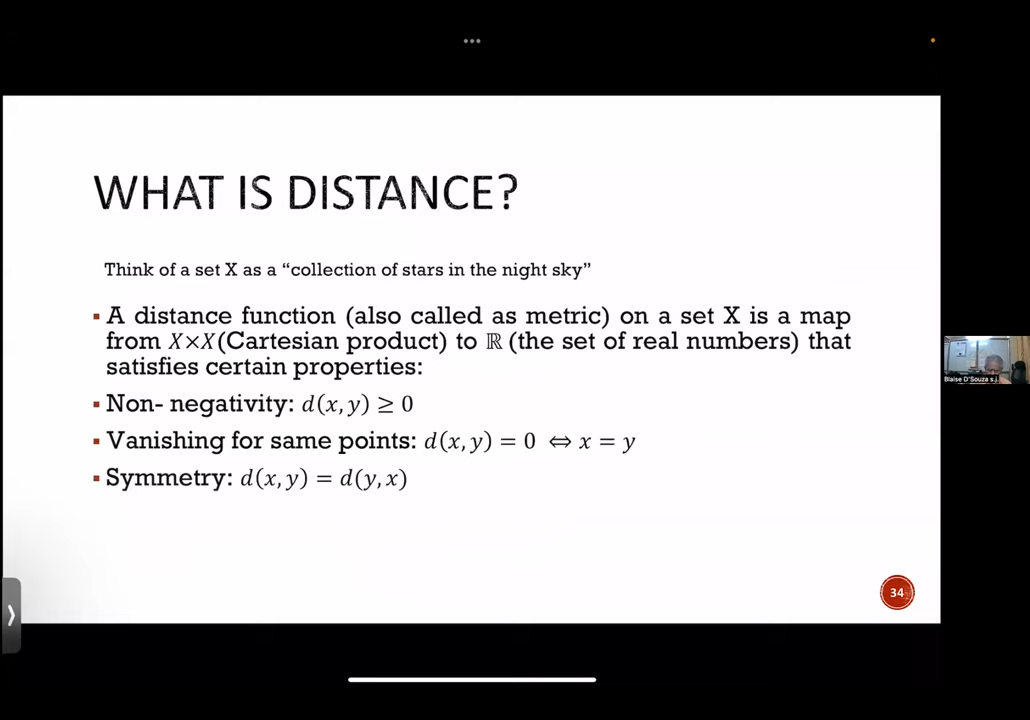 WHAT IS DISTANCE?
Think of a set X as a “collection of stars in the night sky”
▪ A distance function (also called as metric) on a set X is a map
from X×X(Cartesian product) to ℝ (the set of real numbers) that
satisfies certain properties:
▪ Non- negativity: d(x, y) ≥ 0
▪ Vanishing for same points: d(x, y) = 0 ⇔ x = y
▪ Symmetry: d(x, y) = d(y, x)
34
Blaise D'Souza s.j.